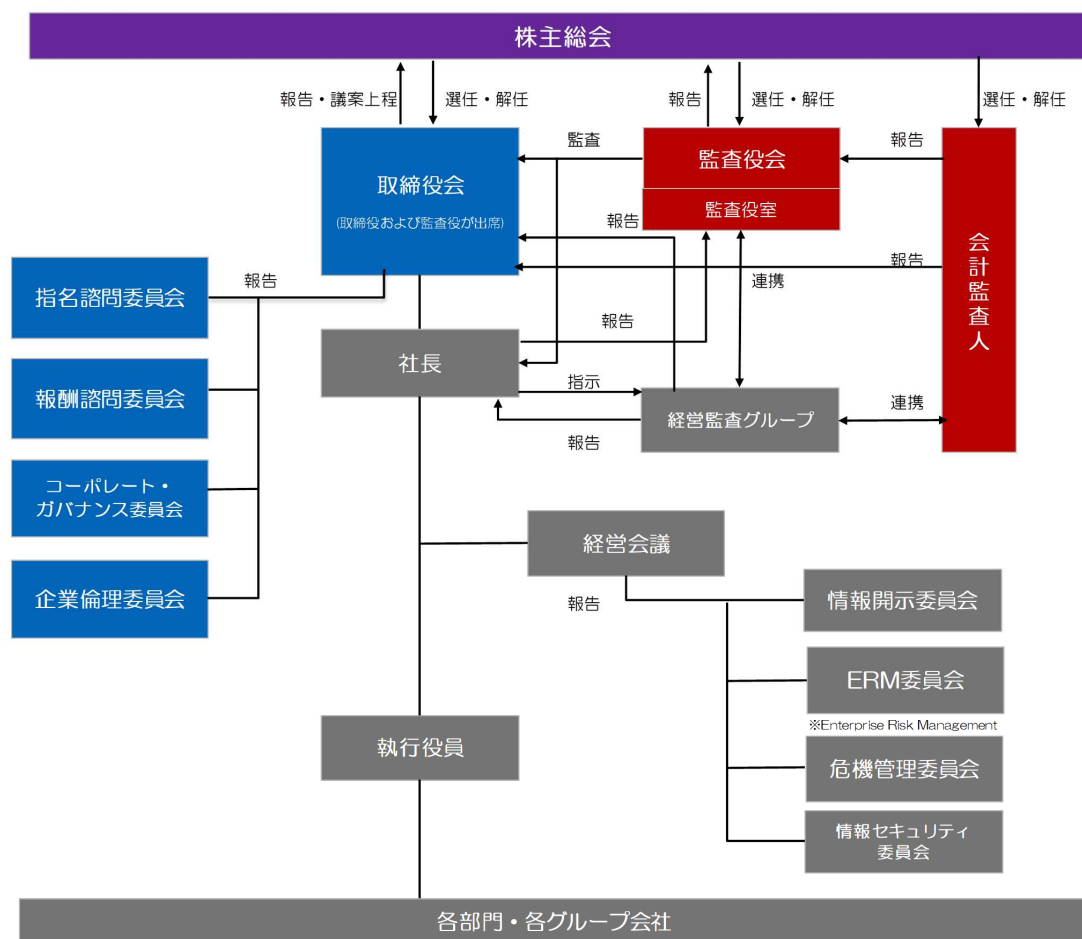 株主総会
報告・議案上程
選任・解任
報告
選任・解任
選任・解任
取締役会
(取締役および監査役が出席)
監査
監査役会
監査役室
報告
会計監査人
報告
報告
連携
指名諮問委員会
報告
報酬諮問委員会
コーポレート・
ガバナンス委員会
企業倫理委員会
社長
報告
指示
報告
経営監査グループ
連携
経営会議
報告
情報開示委員会
ERM委員会
※Enterprise Risk Management
危機管理委員会
情報セキュリティ
委員会
執行役員
各部門・各グループ会社